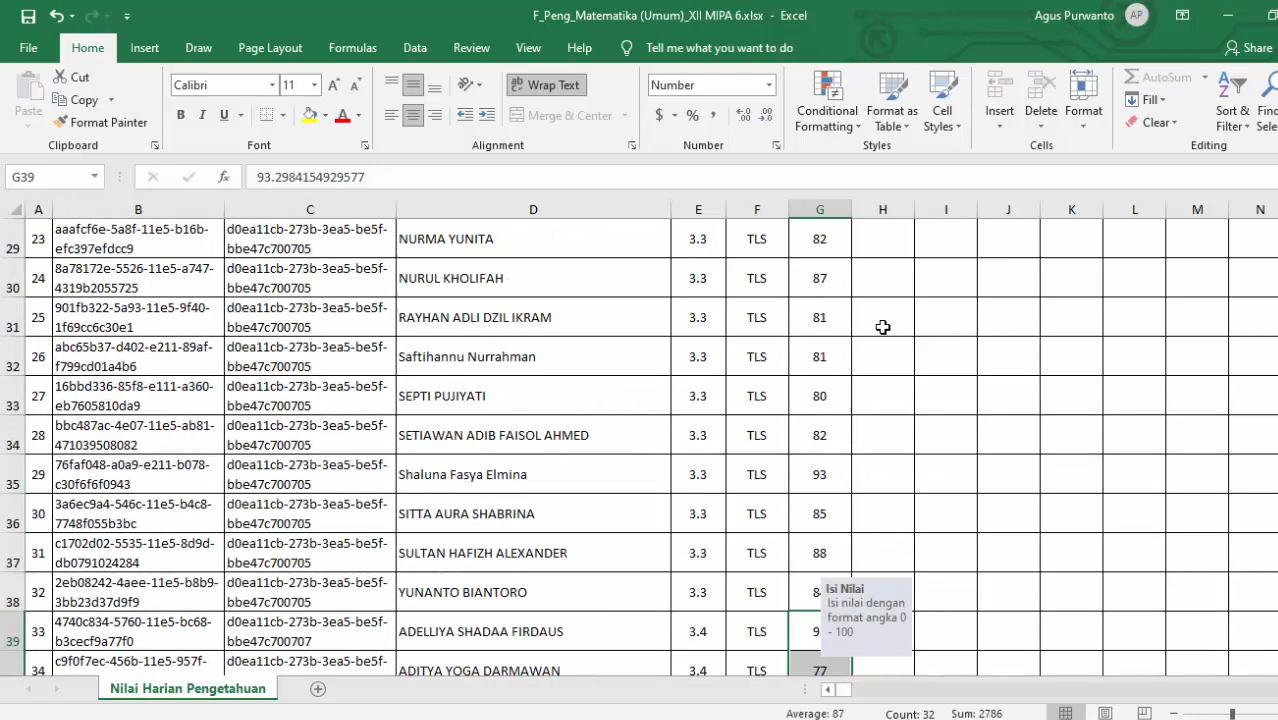 F_Peng_Matematika (Umum)_XII MIPA 6.xlsx - Excel
Agus Purwanto
AP
File Home Insert Draw Page Layout Formulas Data Review View Help Tell me what you want to do Share
Cut
Copy
Format Painter
Paste
Clipboard
Calibri 11
B I U
Font
Wrap Text
Merge & Center
Alignment
Number
$ % ,
Number
Conditional Formatting
Format as Table
Cell Styles
Styles
Insert Delete Format
Cells
AutoSum
Fill
Clear
Sort & Filter
Editing
G39 fx 93.2984154929577
A B C D E F G H I J K L M N
29 23 aaafcf6e-5a8f-11e5-b16b-efc397efdcc9 d0ea11cb-273b-3ea5-be5f-bbe47c700705 NURMA YUNITA 3.3 TLS 82
30 24 8a78172e-5526-11e5-a747-4319b2055725 d0ea11cb-273b-3ea5-be5f-bbe47c700705 NURUL KHOLIFAH 3.3 TLS 87
31 25 901fb322-5a93-11e5-9f40-1f69cc6c30e1 d0ea11cb-273b-3ea5-be5f-bbe47c700705 RAYHAN ADLI DZIL IKRAM 3.3 TLS 81
32 26 abc65b37-d402-e211-89af-f799cd01a4b6 d0ea11cb-273b-3ea5-be5f-bbe47c700705 Saftihannu Nurrahman 3.3 TLS 81
33 27 16bbd336-85f8-e111-a360-eb7605810da9 d0ea11cb-273b-3ea5-be5f-bbe47c700705 SEPTI PUJIYATI 3.3 TLS 80
34 28 bbc487ac-4e07-11e5-ab81-471039508082 d0ea11cb-273b-3ea5-be5f-bbe47c700705 SETIAWAN ADIB FAISOL AHMED 3.3 TLS 82
35 29 76faf048-a0a9-e211-b078-c30f6f6f0943 d0ea11cb-273b-3ea5-be5f-bbe47c700705 Shaluna Fasya Elmina 3.3 TLS 93
36 30 3a6ec9a4-546c-11e5-b4c8-7748f055b3bc d0ea11cb-273b-3ea5-be5f-bbe47c700705 SITTA AURA SHABRINA 3.3 TLS 85
37 31 c1702d02-5535-11e5-8d9d-db0791024284 d0ea11cb-273b-3ea5-be5f-bbe47c700705 SULTAN HAFIZH ALEXANDER 3.3 TLS 88
38 32 2eb08242-4aee-11e5-b8b9-3bb23d37d9f9 d0ea11cb-273b-3ea5-be5f-bbe47c700705 YUNANTO BIANTORO 3.3 TLS
39 33 4740c834-5760-11e5-bc68-b3cecf9a77f0 d0ea11cb-273b-3ea5-be5f-bbe47c700707 ADELLIYA SHADAA FIRDAUS 3.4 TLS 9
34 c9f0f7ec-456b-11e5-957f- d0ea11cb-273b-3ea5-be5f- ADITYA YOGA DARMAWAN 3.4 TLS 77
Isi Nilai
Isi nilai dengan
format angka 0
- 100
Nilai Harian Pengetahuan
Average: 87 Count: 32 Sum: 2786